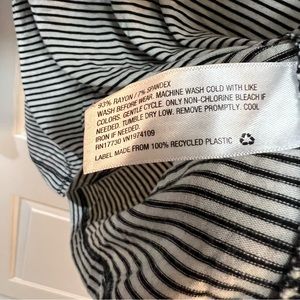 93% RAYON / 7% SPANDEX
WASH BEFORE WEAR. MACHINE WASH COLD WITH LIKE
COLORS. GENTLE CYCLE. ONLY NON-CHLORINE BLEACH IF
NEEDED. TUMBLE DRY LOW. REMOVE PROMPTLY. COOL
IRON IF NEEDED.
RN17730 VN1974109
LABEL MADE FROM 100% RECYCLED PLASTIC